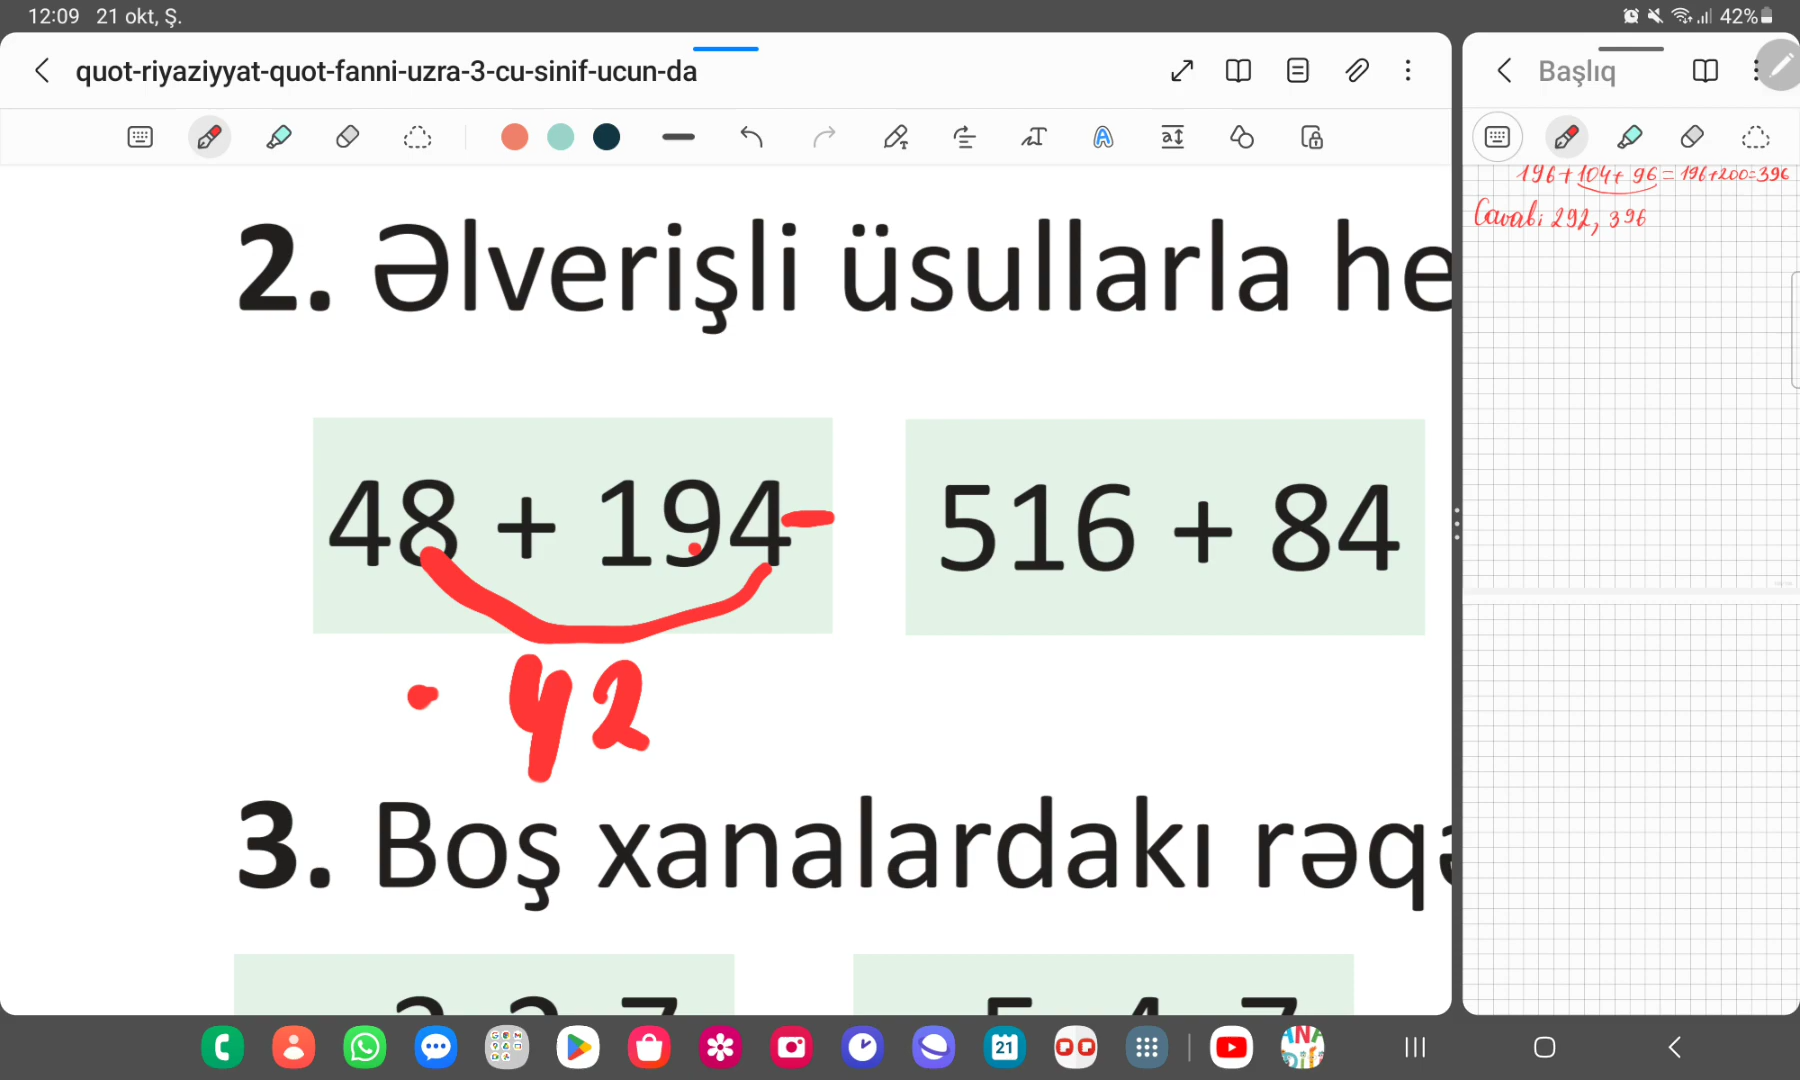 12:09 21 okt, Ş. 42%
quot-riyaziyyat-quot-fanni-uzra-3-cu-sinif-ucun-da
Başlıq
196+104+96=196+200=396
Cavab: 292, 396
2. Əlverişli üsullarla he
48 + 194
516 + 84
42
3. Boş xanalardakı rəqə
21